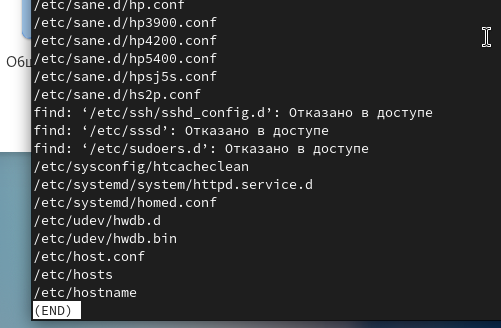 /etc/sane.d/hp.conf
/etc/sane.d/hp3900.conf
/etc/sane.d/hp4200.conf
/etc/sane.d/hp5400.conf
/etc/sane.d/hpsj5s.conf
/etc/sane.d/hs2p.conf
find: ‘/etc/ssh/sshd_config.d’: Отказано в доступе
find: ‘/etc/sssd’: Отказано в доступе
find: ‘/etc/sudoers.d’: Отказано в доступе
/etc/sysconfig/htcacheclean
/etc/systemd/system/httpd.service.d
/etc/systemd/homed.conf
/etc/udev/hwdb.d
/etc/udev/hwdb.bin
/etc/host.conf
/etc/hosts
/etc/hostname
(END)